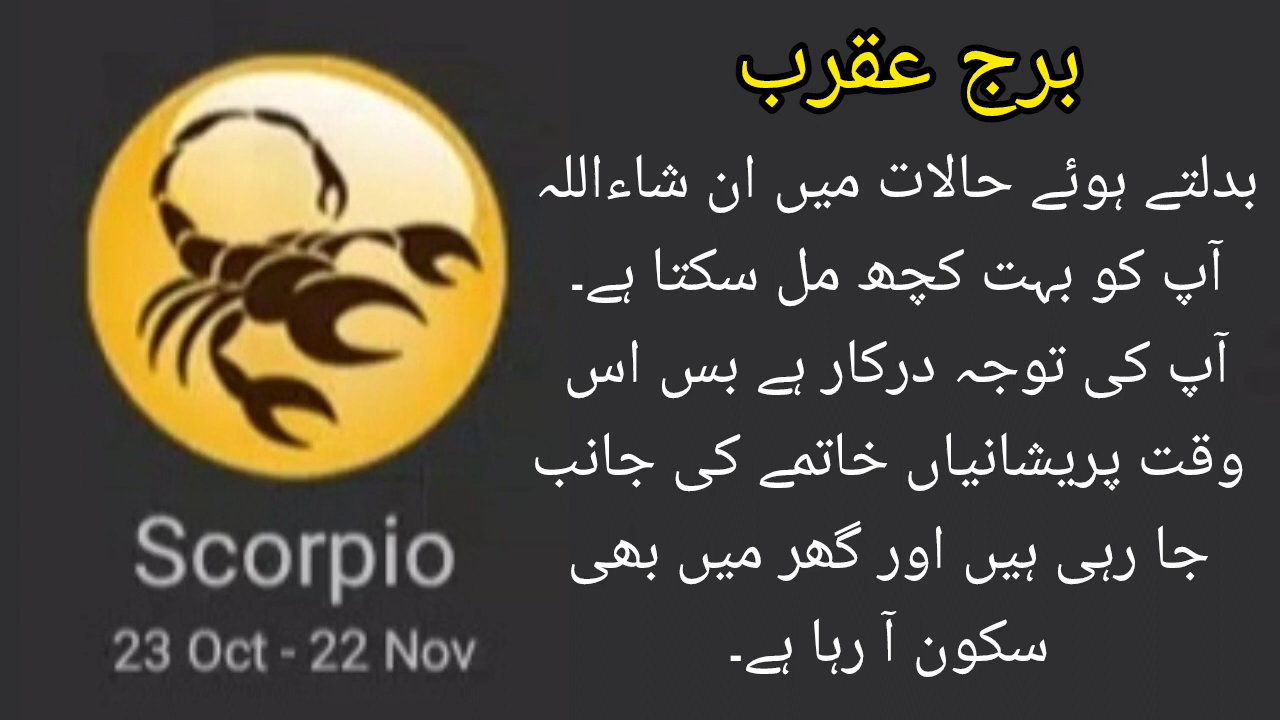 برج عقرب
بدلتے ہوئے حالات میں ان شاءاللہ
آپ کو بہت کچھ مل سکتا ہے۔
آپ کی توجہ درکار ہے بس اس
وقت پریشانیاں خاتمے کی جانب
جا رہی ہیں اور گھر میں بھی
سکون آ رہا ہے۔
Scorpio
23 Oct - 22 Nov